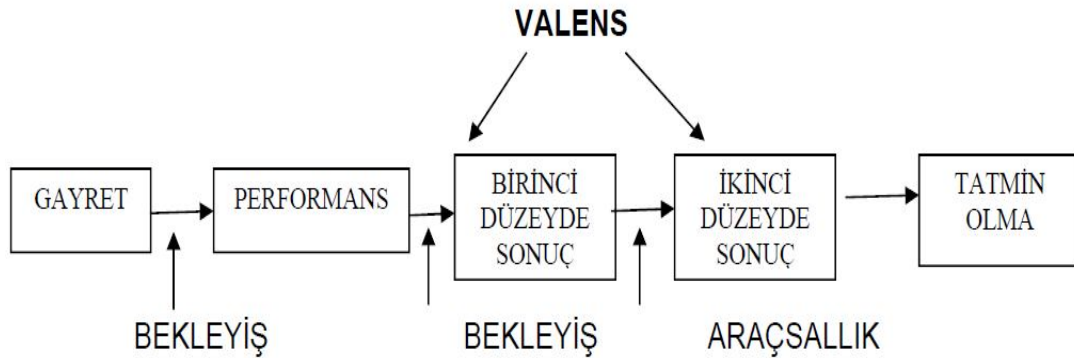 VALENS
GAYRET
PERFORMANS
BİRİNCİ
DÜZEYDE
SONUÇ
İKİNCİ
DÜZEYDE
SONUÇ
TATMİN
OLMA
BEKLEYİŞ
BEKLEYİŞ
ARAÇSALLIK